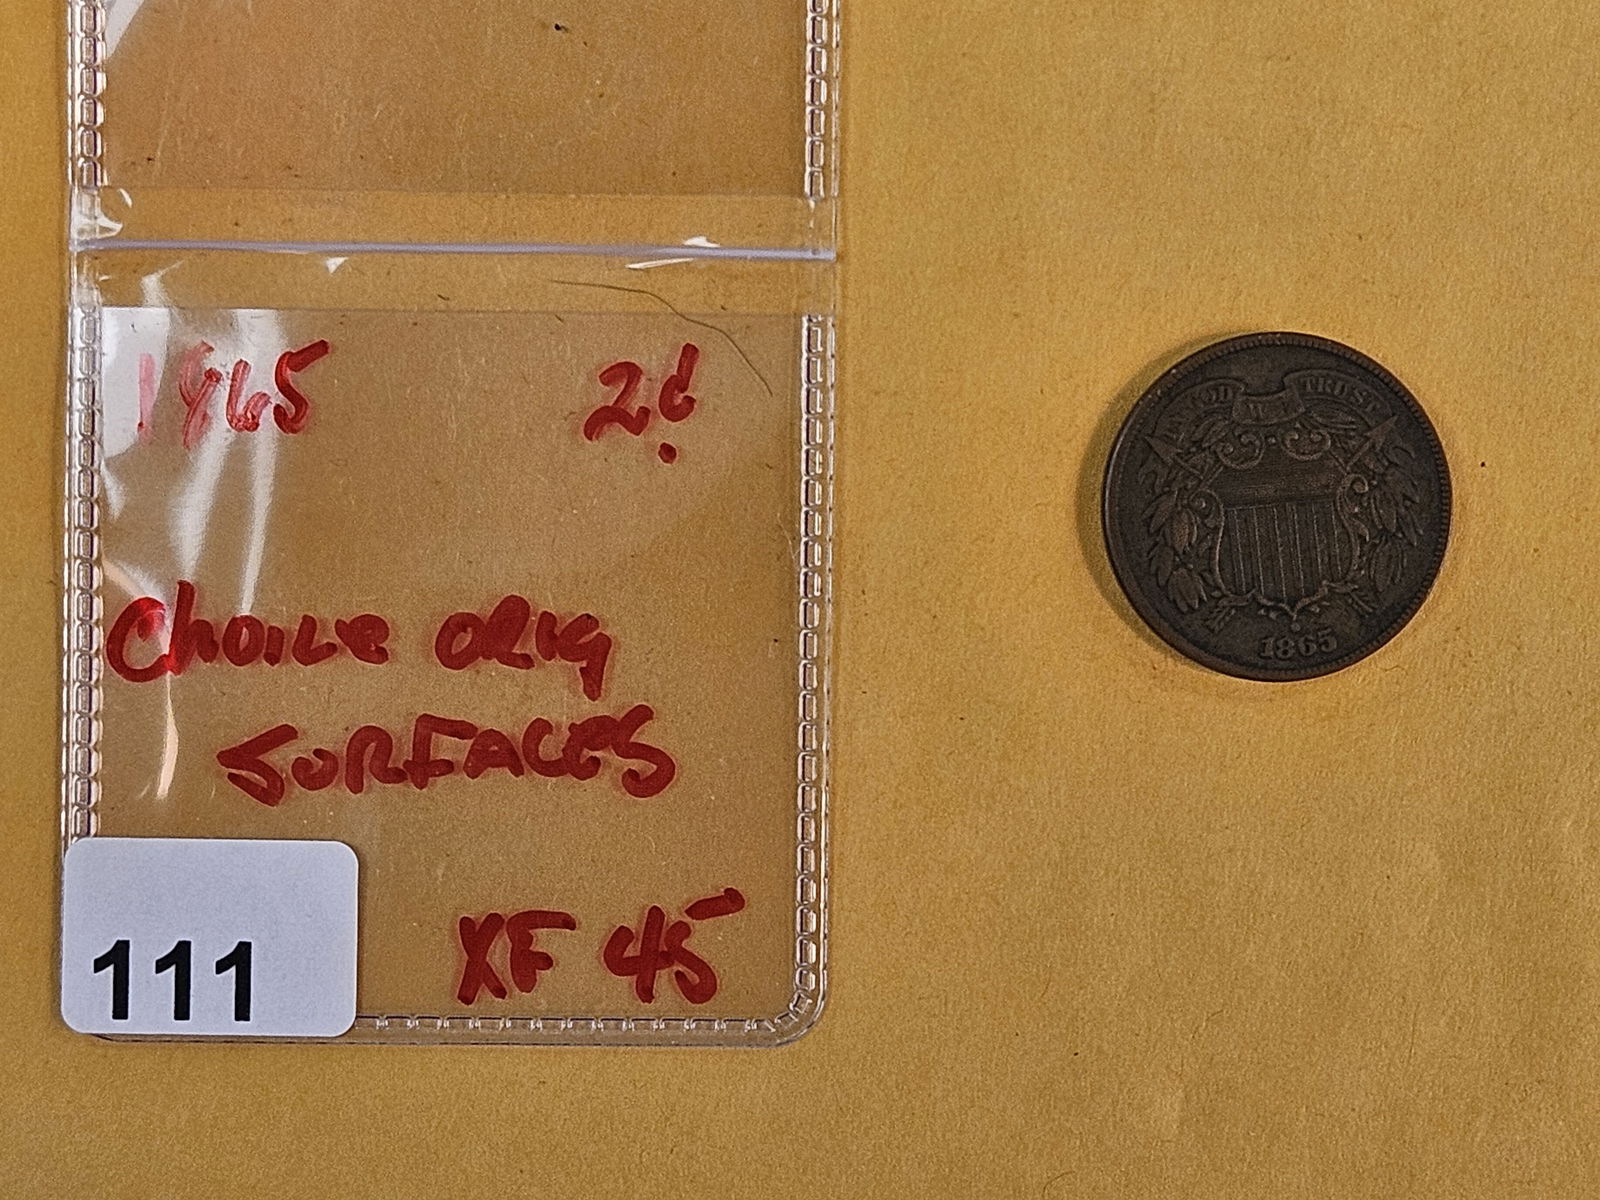 1865 2¢
Choice ORIG
SURFACES
XF 45
111
IN GOD WE TRUST
1865